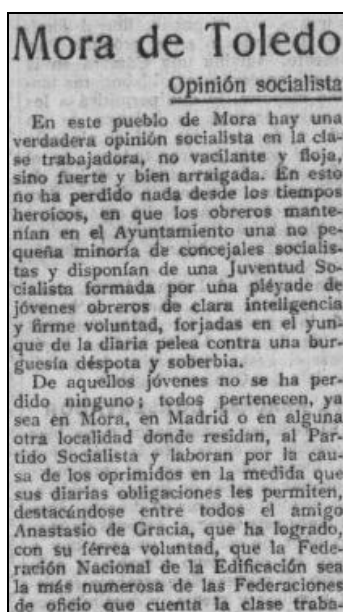 Mora de Toledo
Opinión socialista
En este pueblo de Mora hay una
verdadera opinión socialista en la cla-
se trabajadora, no vacilante y floja,
sino fuerte y bien arraigada. En esto
no ha perdido nada desde los tiempos
heroicos, en que los obreros mante-
nían en el Ayuntamiento una no pe-
queña minoría de concejales socialis-
tas y disponían de una Juventud So-
cialista formada por una pléyade de
jóvenes obreros de clara inteligencia
y firme voluntad, forjadas en el yun-
que de la diaria pelea contra una bur-
guesía déspota y soberbia.
De aquellos jóvenes no se ha per-
dido ninguno; todos pertenecen, ya
sea en Mora, en Madrid o en alguna
otra localidad donde residan, al Par-
tido Socialista y laboran por la cau-
sa de los oprimidos en la medida que
sus diarias obligaciones les permiten,
destacándose entre todos el amigo
Anastasio de Gracia, que ha logrado,
con su férrea voluntad, que la Fede-
ración Nacional de la Edificación sea
la más numerosa de las Federaciones
de oficio que cuenta la clase traba-